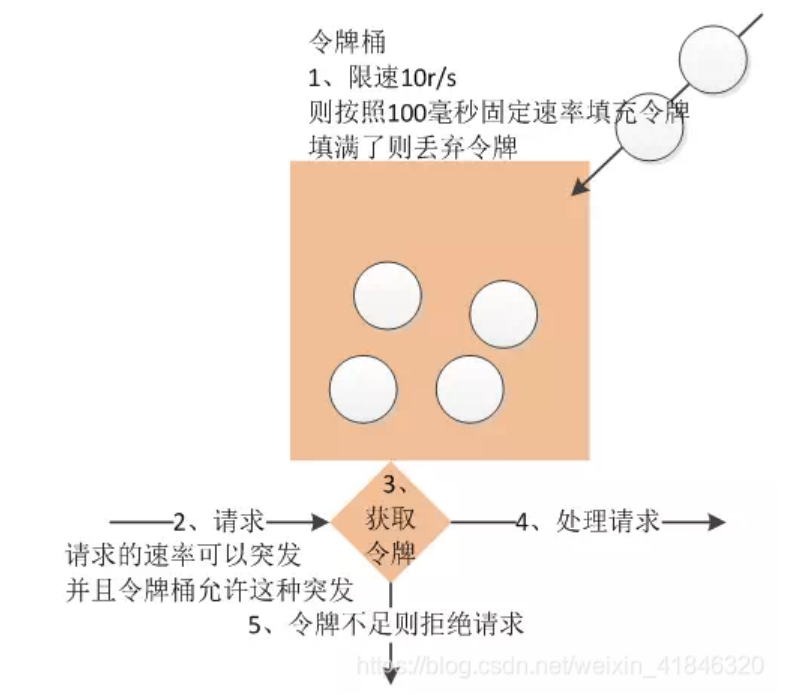 令牌桶
1、限速10r/s
则按照100毫秒固定速率填充令牌
填满了则丢弃令牌
3、
获取
令牌
2、请求
4、处理请求
请求的速率可以突发
并且令牌桶允许这种突发
5、令牌不足则拒绝请求
https://blog.csdn.net/weixin_41846320